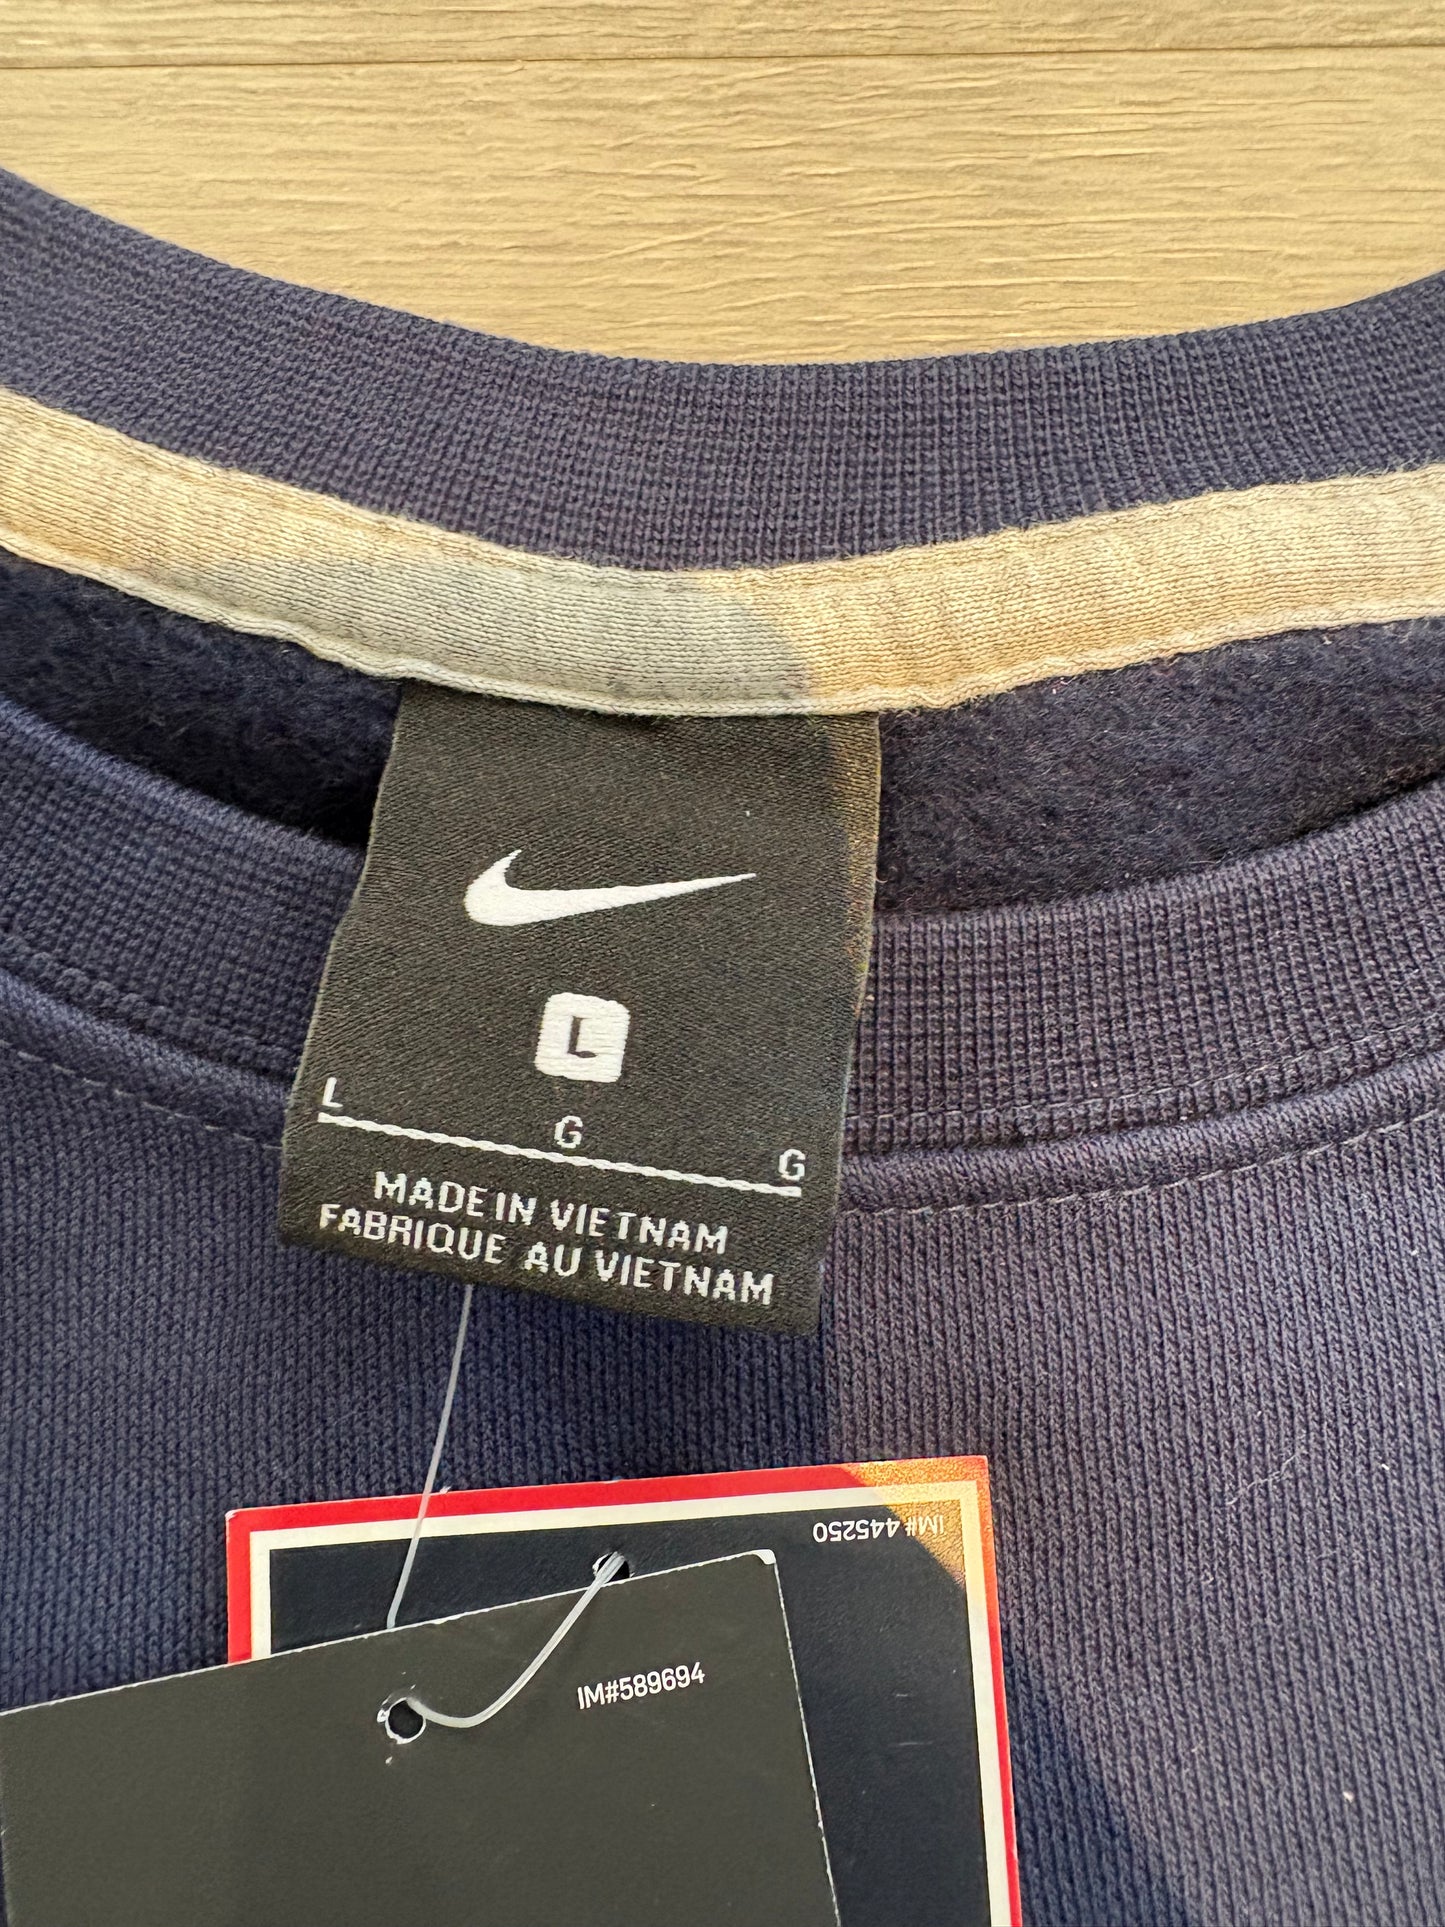 L
L
G
G
MADE IN VIETNAM
FABRIQUE AU VIETNAM
IM# 445250
IM#589694